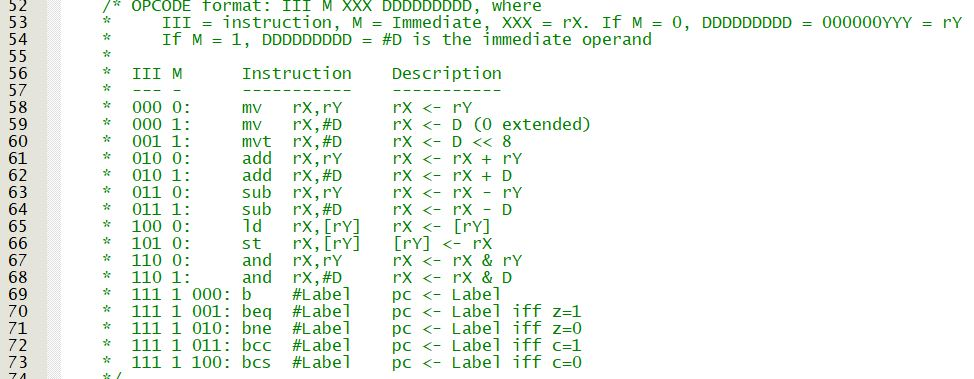 52 /* OPCODE format: III M XXX DDDDDDDDD, where
53 *     III = instruction, M = Immediate, XXX = rX. If M = 0, DDDDDDDDD = 000000YYY = rY
54 *     If M = 1, DDDDDDDDD = #D is the immediate operand
55 *
56 *  III M      Instruction   Description
57 *  --- -      -----------   -----------
58 *  000 0:     mv   rX,rY    rX <- rY
59 *  000 1:     mv   rX,#D    rX <- D (0 extended)
60 *  001 1:     mvt  rX,#D    rX <- D << 8
61 *  010 0:     add  rX,rY    rX <- rX + rY
62 *  010 1:     add  rX,#D    rX <- rX + D
63 *  011 0:     sub  rX,rY    rX <- rX - rY
64 *  011 1:     sub  rX,#D    rX <- rX - D
65 *  100 0:     ld   rX,[rY]  rX <- [rY]
66 *  101 0:     st   rX,[rY]  [rY] <- rX
67 *  110 0:     and  rX,rY    rX <- rX & rY
68 *  110 1:     and  rX,#D    rX <- rX & D
69 *  111 1 000: b    #Label   pc <- Label
70 *  111 1 001: beq  #Label   pc <- Label iff z=1
71 *  111 1 010: bne  #Label   pc <- Label iff z=0
72 *  111 1 011: bcc  #Label   pc <- Label iff c=1
73 *  111 1 100: bcs  #Label   pc <- Label iff c=0
74 */